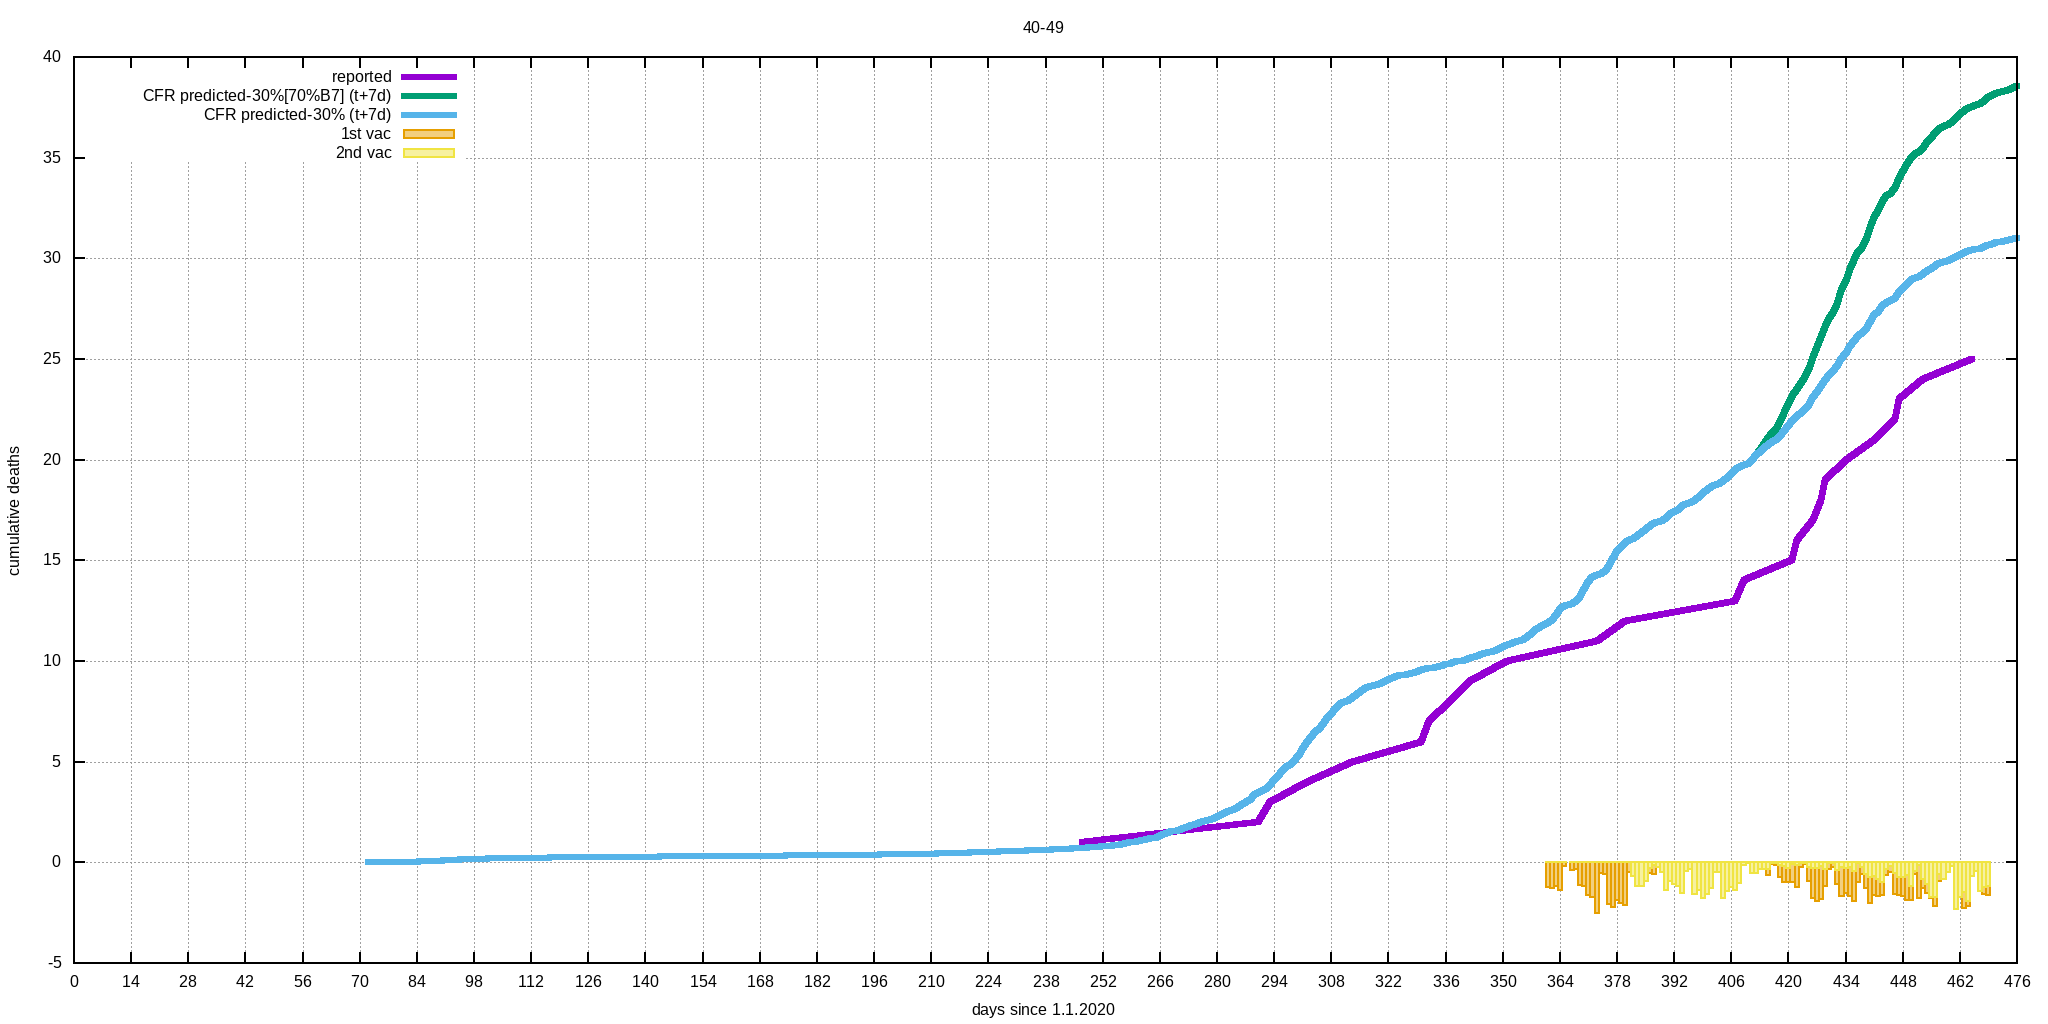 40-49
reported
CFR predicted-30%[70%B7] (t+7d)
CFR predicted-30% (t+7d)
1st vac
2nd vac
40
35
30
25
20
15
10
5
0
-5
cumulative deaths
0 14 28 42 56 70 84 98 112 126 140 154 168 182 196 210 224 238 252 266 280 294 308 322 336 350 364 378 392 406 420 434 448 462 476
days since 1.1.2020